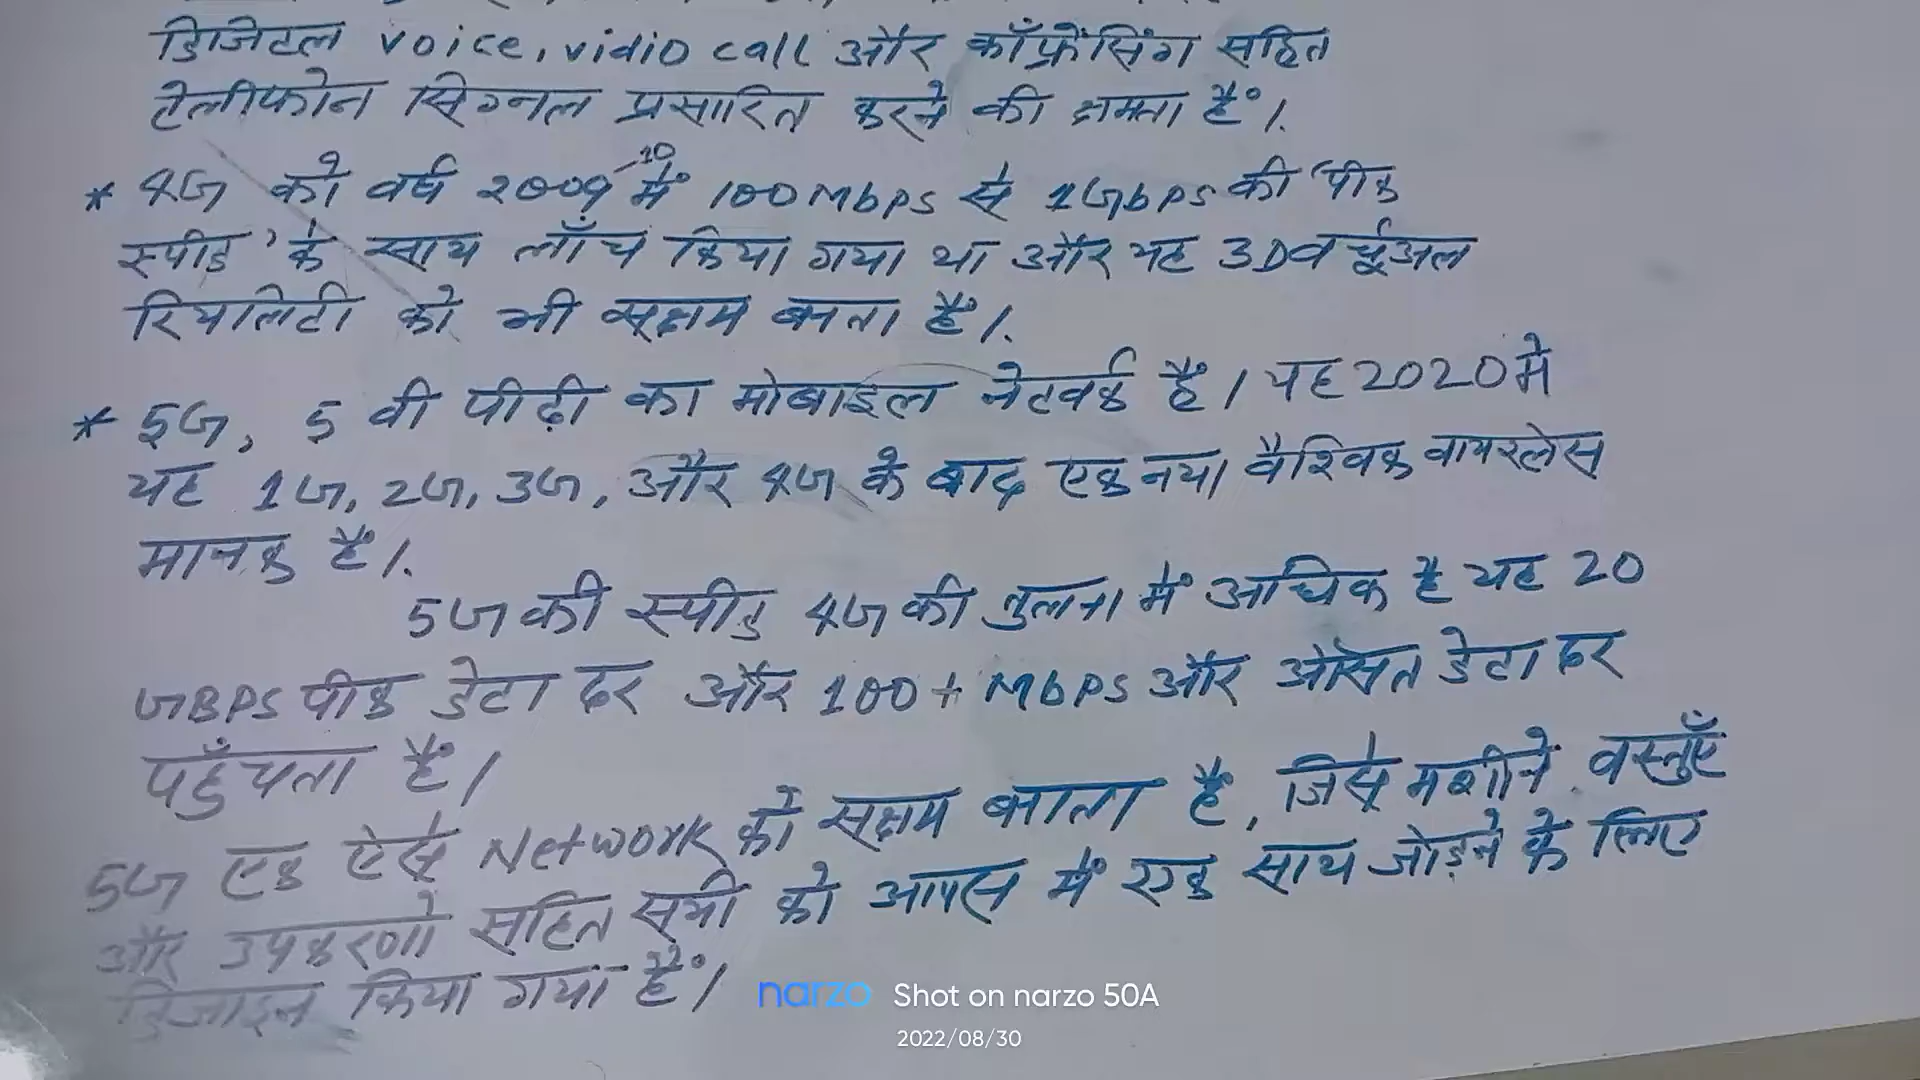 डिजिटल voice, vidio call और कॉफ्रेंसिंग सहित
टेलीफोन सिग्नल प्रसारित करने की क्षमता हैं।
* 4G को वर्ष 2009-10 में 100Mbps से 1Gbps की 'पीक
स्पीड' के साथ लाँच किया गया था और यह 3D वर्चुअल
रियलिटी को भी सक्षम बनता हैं।
* 5G, 5 वी पीढ़ी का मोबाइल नेटवर्क हैं। यह 2020 मे
यह 1G, 2G, 3G, और 4G के बाद एक नया वैश्विक वायरलेस
मानक हैं।
5G की स्पीड 4G की तुलना में अधिक है यह 20
GBPS पीक डेटा दर और 100+ Mbps और औसत डेटा दर
पहुँचता हैं।
5G एक ऐसे Network को सक्षम बनाता हैं, जिसे मशीने, वस्तुएँ
और उपकरणो सहित सभी को आपस में एक साथ जोड़ने के लिए
डिजाइन किया गया हैं।
narzo Shot on narzo 50A
2022/08/30